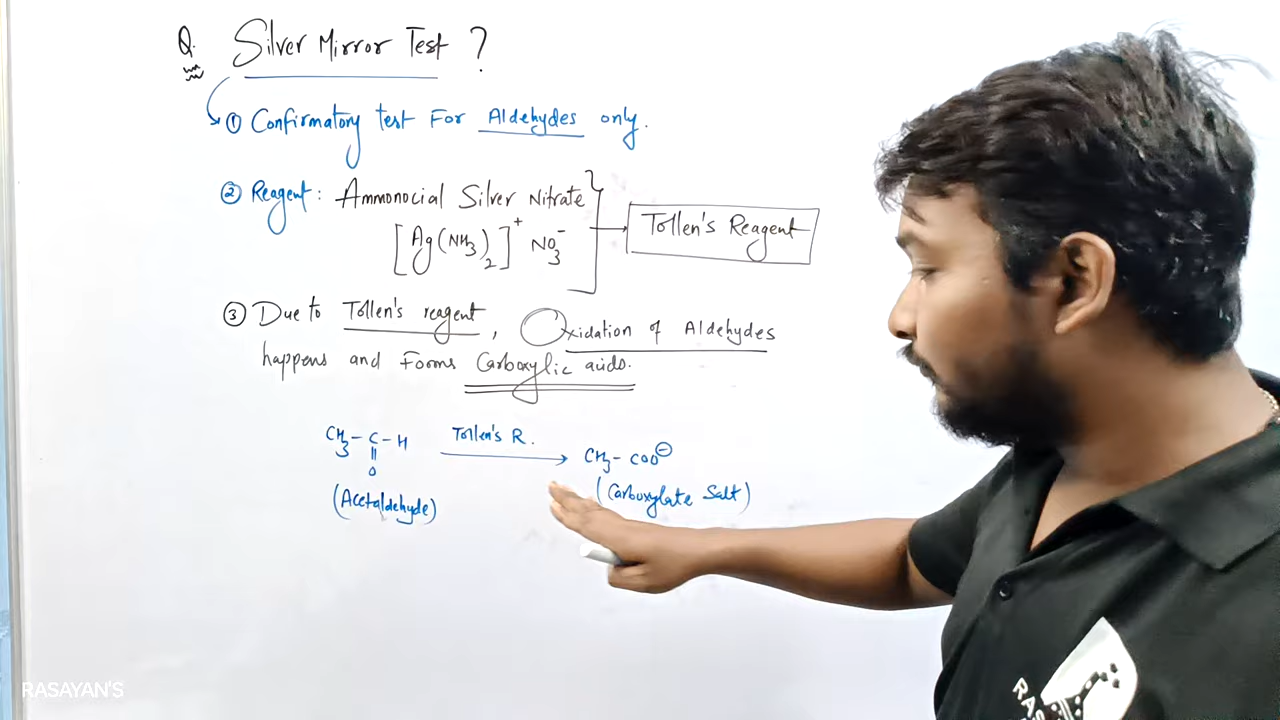 Q. Silver Mirror Test ?
① Confirmatory test For Aldehydes only.
② Reagent: Ammonocial Silver Nitrate
[Ag(NH3)2]+ NO3-
Tollen's Reagent
③ Due to Tollen's reagent, Oxidation of Aldehydes
happens and Forms Carboxylic acids.
CH3-C-H
||
O
Tollen's R.
CH3- COO⊖
(Acetaldehyde)
(Carboxylate Salt)
RASAYAN'S
RAS